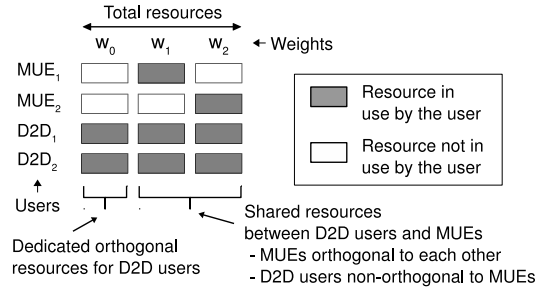 Total resources
w0 w1 w2 Weights
MUE1
MUE2
D2D1
D2D2
Users
Resource in
use by the user
Resource not in
use by the user
Dedicated orthogonal
resources for D2D users
Shared resources
between D2D users and MUEs
- MUEs orthogonal to each other
- D2D users non-orthogonal to MUEs